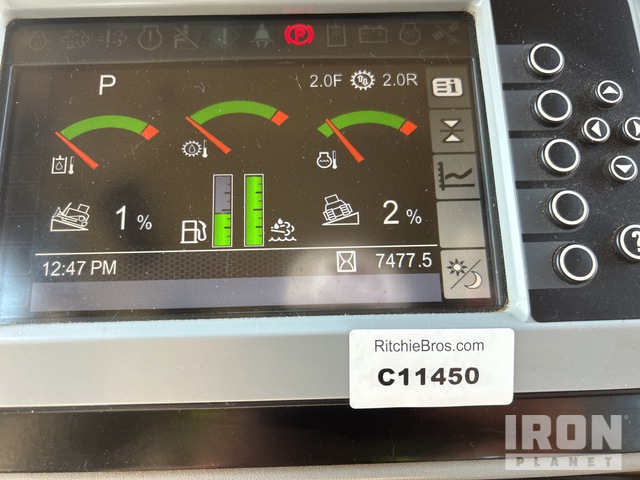 P
2.0F 2.0R
1 %
2 %
12:47 PM
7477.5
?
RitchieBros.com
C11450
IRON
PLANET